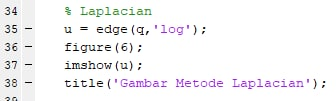 34 % Laplacian
35 – u = edge(q,'log');
36 – figure(6);
37 – imshow(u);
38 – title('Gambar Metode Laplacian');